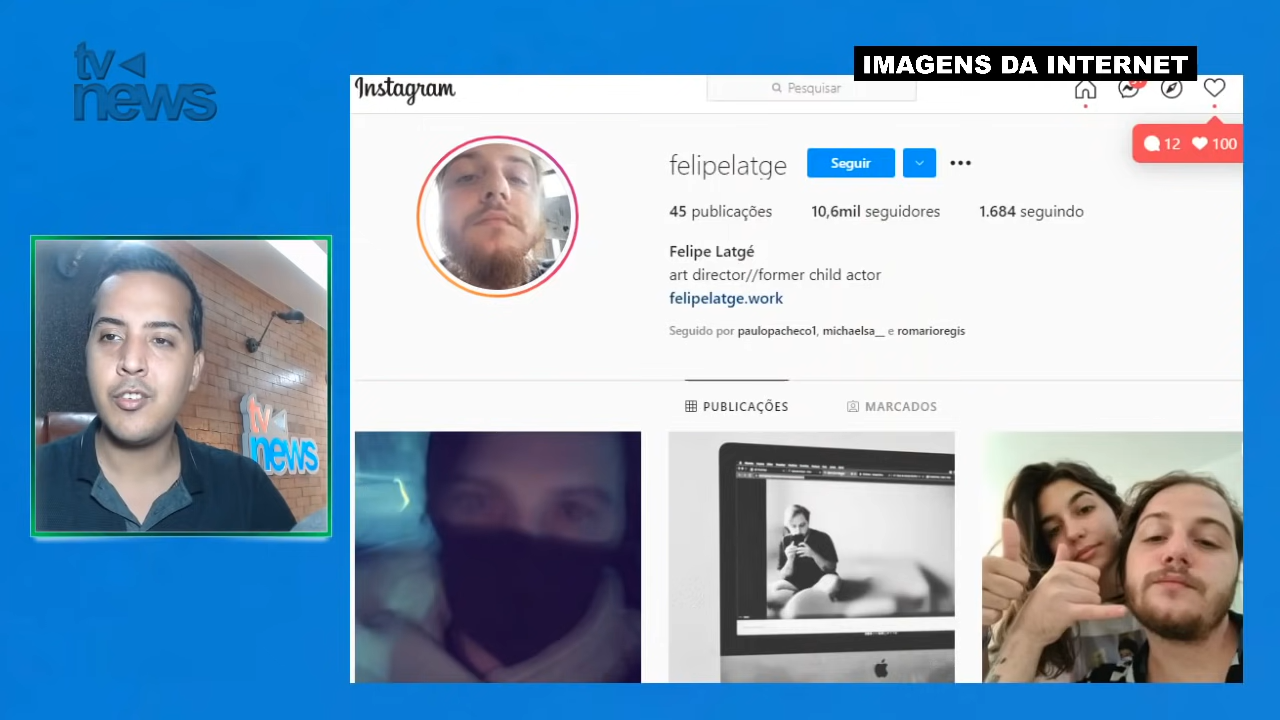 tv
news
IMAGENS DA INTERNET
Instagram
Pesquisar
12 100
felipelatge
Seguir
45 publicações 10,6mil seguidores 1.684 seguindo
Felipe Latgé
art director//former child actor
felipelatge.work
Seguido por paulopacheco1, michaelsa__ e romarioregis
PUBLICAÇÕES MARCADOS
tv
news